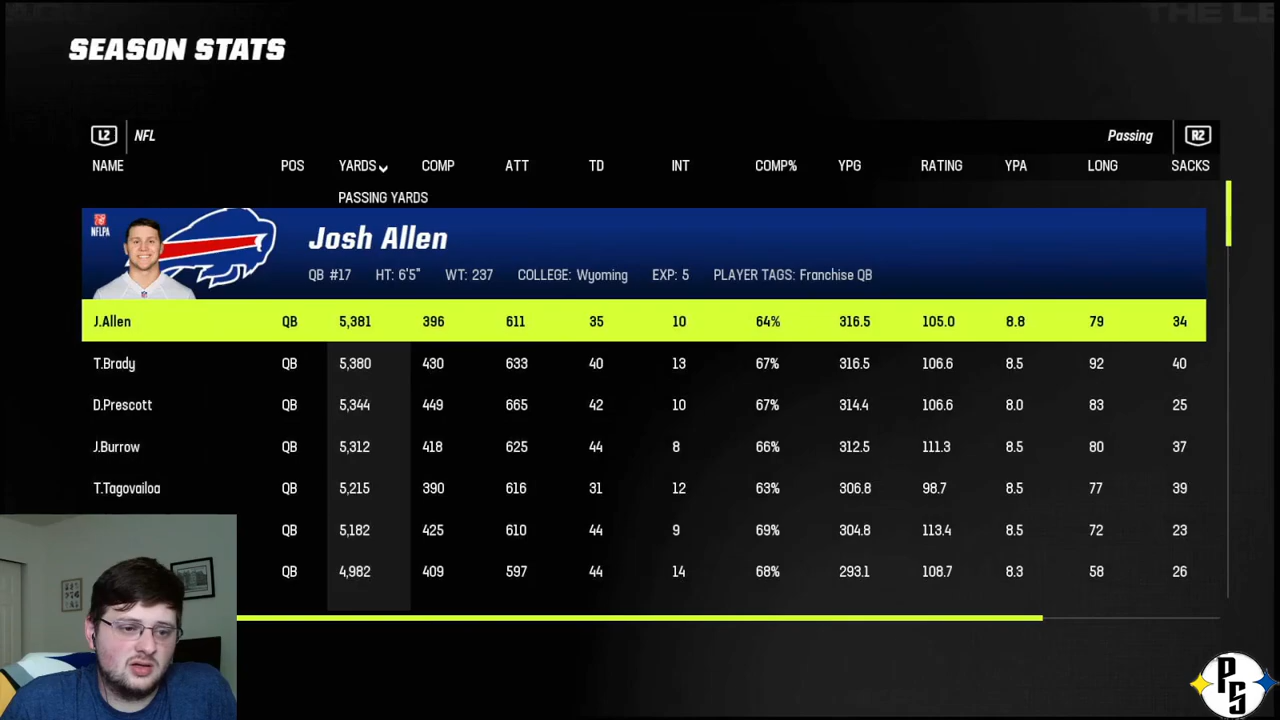 SEASON STATS
L2 NFL Passing R2
NAME POS YARDS COMP ATT TD INT COMP% YPG RATING YPA LONG SACKS
PASSING YARDS
NFLPA
Josh Allen
QB #17 HT: 6'5" WT: 237 COLLEGE: Wyoming EXP: 5 PLAYER TAGS: Franchise QB
J.Allen QB 5,381 396 611 35 10 64% 316.5 105.0 8.8 79 34
T.Brady QB 5,380 430 633 40 13 67% 316.5 106.6 8.5 92 40
D.Prescott QB 5,344 449 665 42 10 67% 314.4 106.6 8.0 83 25
J.Burrow QB 5,312 418 625 44 8 66% 312.5 111.3 8.5 80 37
T.Tagovailoa QB 5,215 390 616 31 12 63% 306.8 98.7 8.5 77 39
QB 5,182 425 610 44 9 69% 304.8 113.4 8.5 72 23
QB 4,982 409 597 44 14 68% 293.1 108.7 8.3 58 26
PS